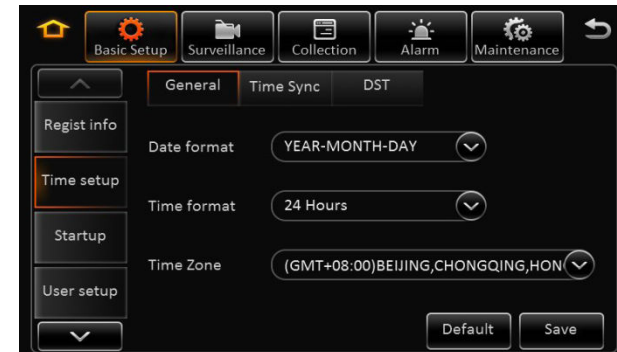 Basic Setup Surveillance Collection Alarm Maintenance
General Time Sync DST
Regist info
Date format YEAR-MONTH-DAY
Time setup
Time format 24 Hours
Startup
Time Zone (GMT+08:00)BEIJING,CHONGQING,HON
User setup
Default Save